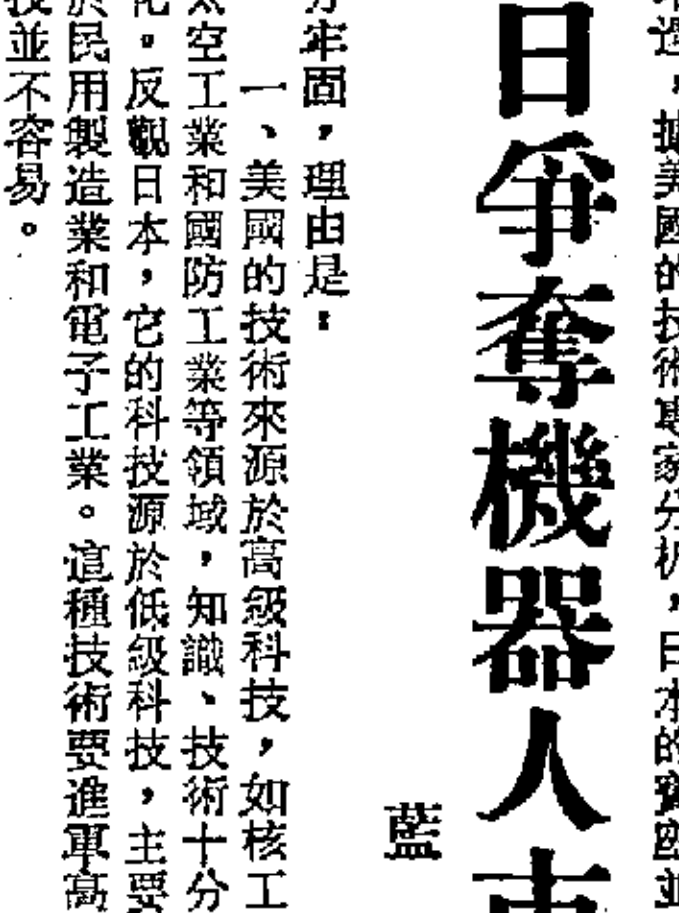 據美國的技術專家分析，日本的寶座並
日爭奪機器人市
藍
牢固，理由是：
一、美國的技術來源於高級科技，如核工
空工業和國防工業等領域，知識、技術十分
。反觀日本，它的科技源於低級科技，主要
於民用製造業和電子工業。這種技術要進軍高
技並不容易。